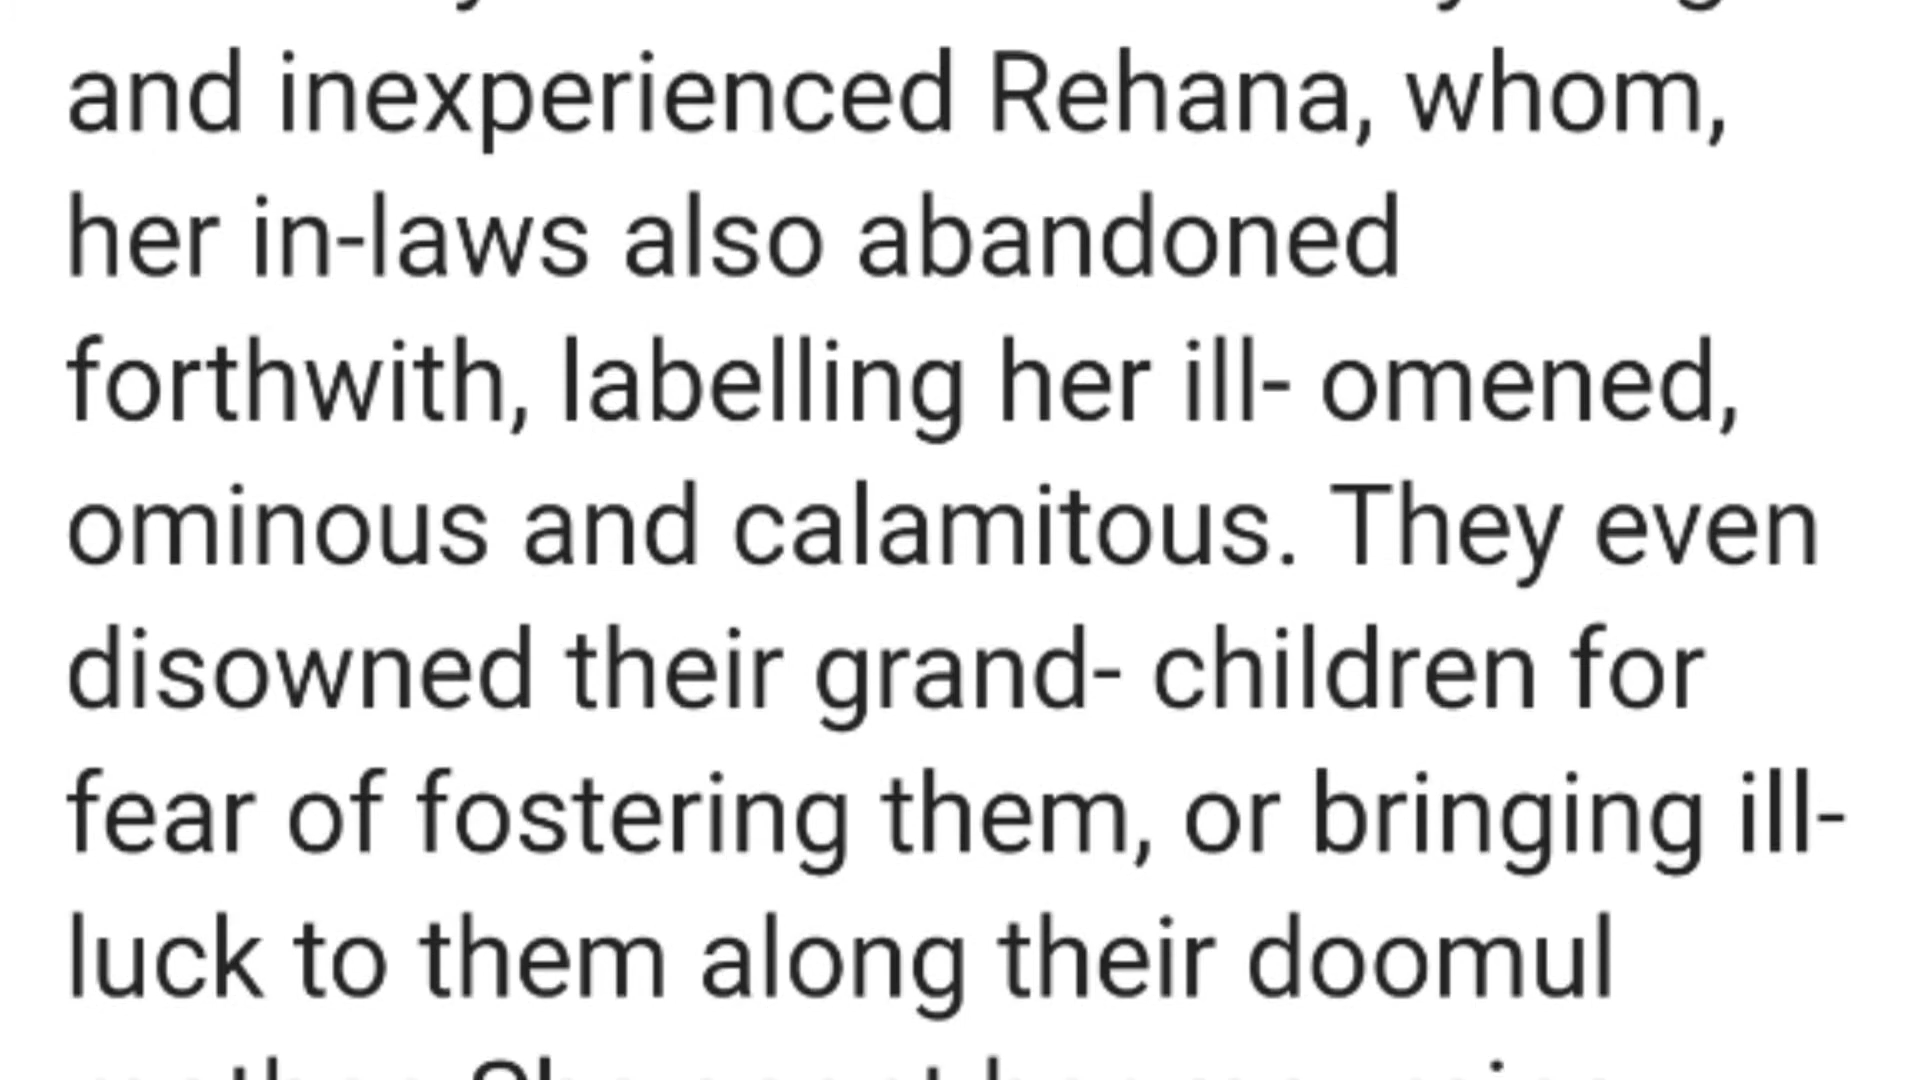 and inexperienced Rehana, whom,
her in-laws also abandoned
forthwith, labelling her ill- omened,
ominous and calamitous. They even
disowned their grand- children for
fear of fostering them, or bringing ill-
luck to them along their doomul